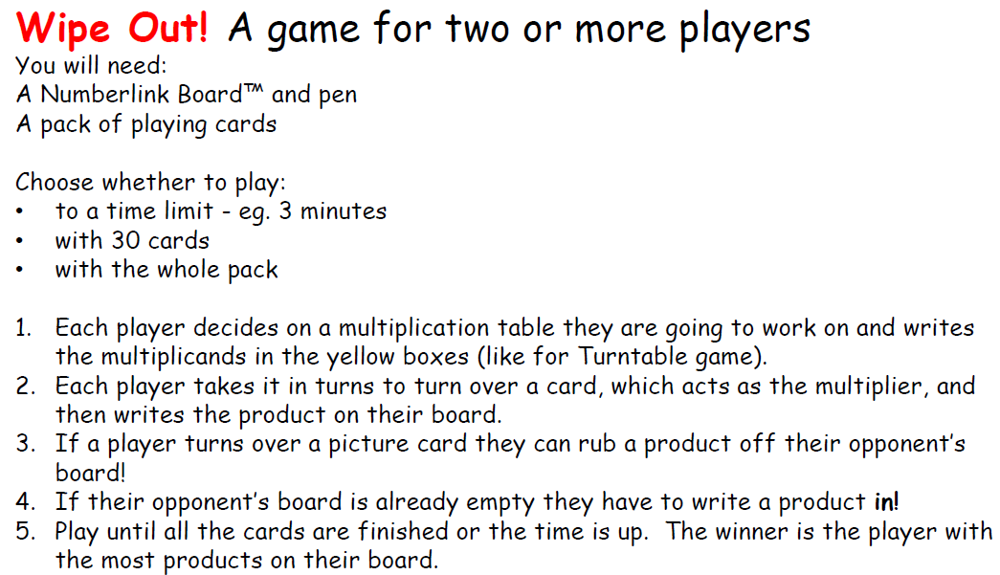 Wipe Out! A game for two or more players
You will need:
A Numberlink Board™ and pen
A pack of playing cards
Choose whether to play:
• to a time limit - eg. 3 minutes
• with 30 cards
• with the whole pack
1. Each player decides on a multiplication table they are going to work on and writes
the multiplicands in the yellow boxes (like for Turntable game).
2. Each player takes it in turns to turn over a card, which acts as the multiplier, and
then writes the product on their board.
3. If a player turns over a picture card they can rub a product off their opponent's
board!
4. If their opponent's board is already empty they have to write a product in!
5. Play until all the cards are finished or the time is up. The winner is the player with
the most products on their board.